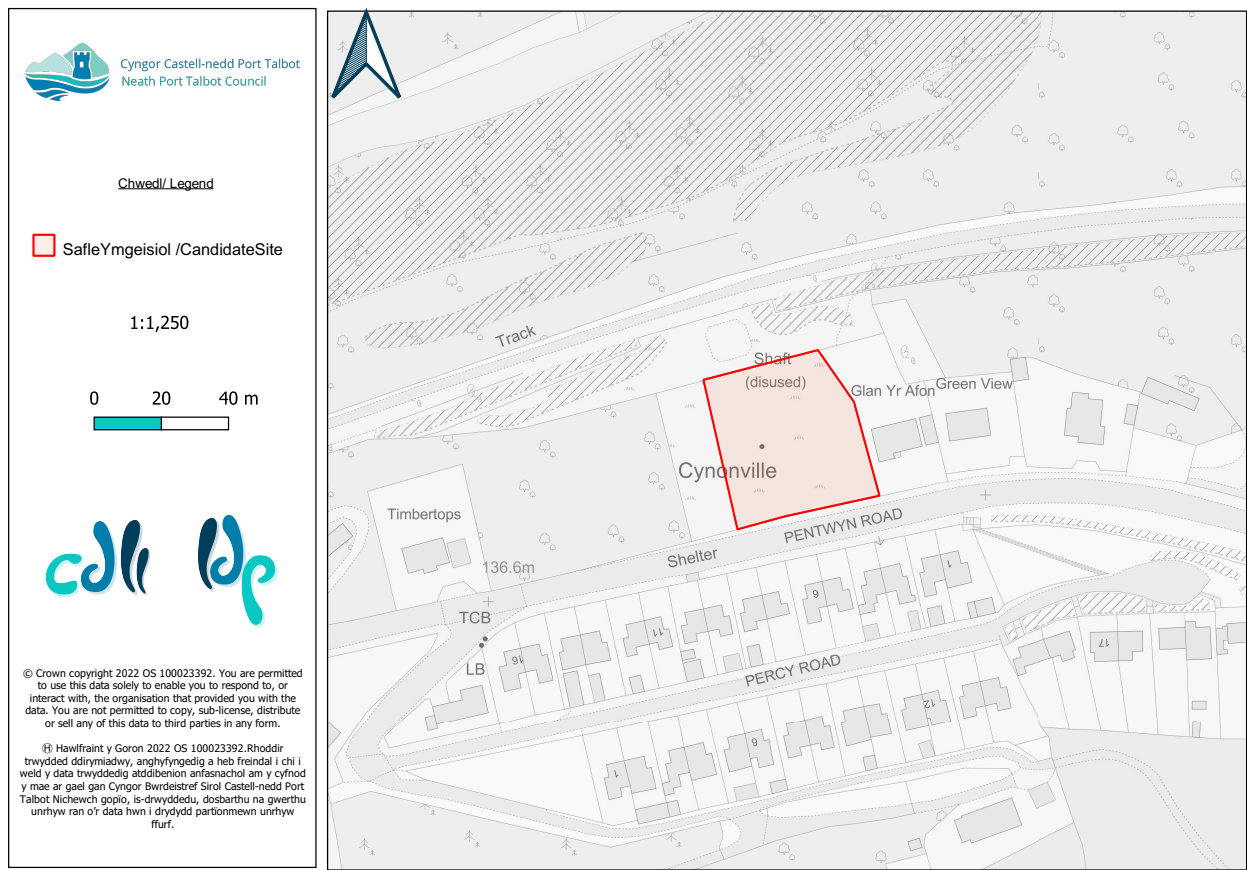 Cyngor Castell-nedd Port Talbot
Neath Port Talbot Council
Chwedl/ Legend
SafleYmgeisiol /CandidateSite
1:1,250
0 20 40 m
cdll ldp
© Crown copyright 2022 OS 100023392. You are permitted
to use this data solely to enable you to respond to, or
interact with, the organisation that provided you with the
data. You are not permitted to copy, sub-license, distribute
or sell any of this data to third parties in any form.
Ⓗ Hawlfraint y Goron 2022 OS 100023392.Rhoddir
trwydded ddirymiadwy, anghyfyngedig a heb freindal i chi i
weld y data trwyddedig atddibenion anfasnachol am y cyfnod
y mae ar gael gan Cyngor Bwrdeistref Sirol Castell-nedd Port
Talbot Nichewch gopïo, is-drwyddedu, dosbarthu na gwerthu
unrhyw ran o'r data hwn i drydydd partïonmewn unrhyw
ffurf.
Track
Shaft
(disused)
Glan Yr Afon
Green View
Cynonville
Timbertops
PENTWYN ROAD
Shelter
136.6m
TCB
LB
1
6
11
16
PERCY ROAD
17
12
6
1